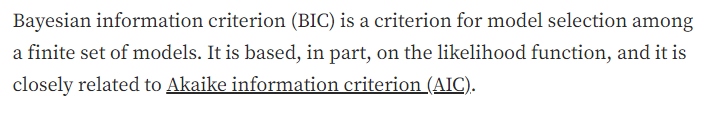 Bayesian information criterion (BIC) is a criterion for model selection among
a finite set of models. It is based, in part, on the likelihood function, and it is
closely related to Akaike information criterion (AIC).